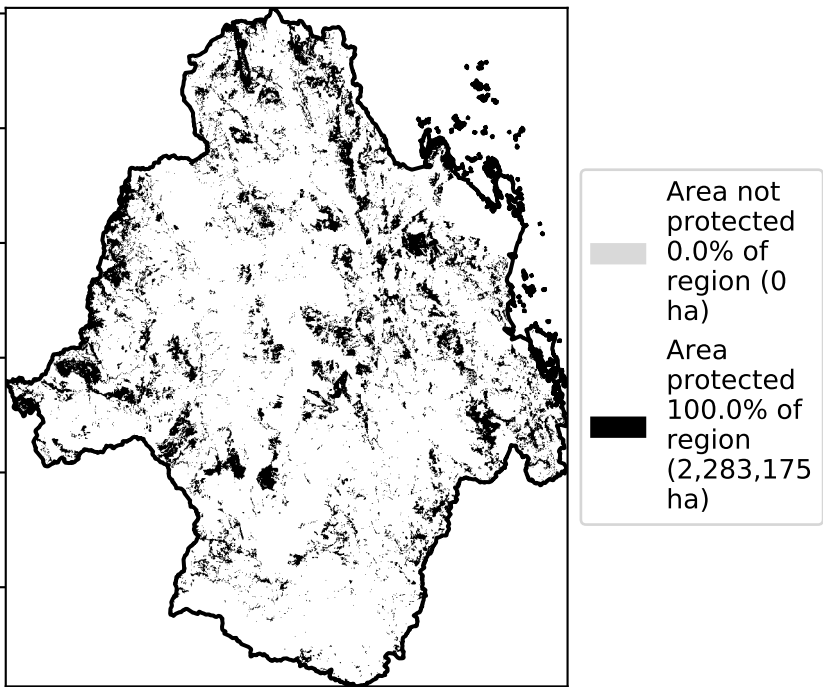 Area not
protected
0.0% of
region (0
ha)
Area
protected
100.0% of
region
(2,283,175
ha)